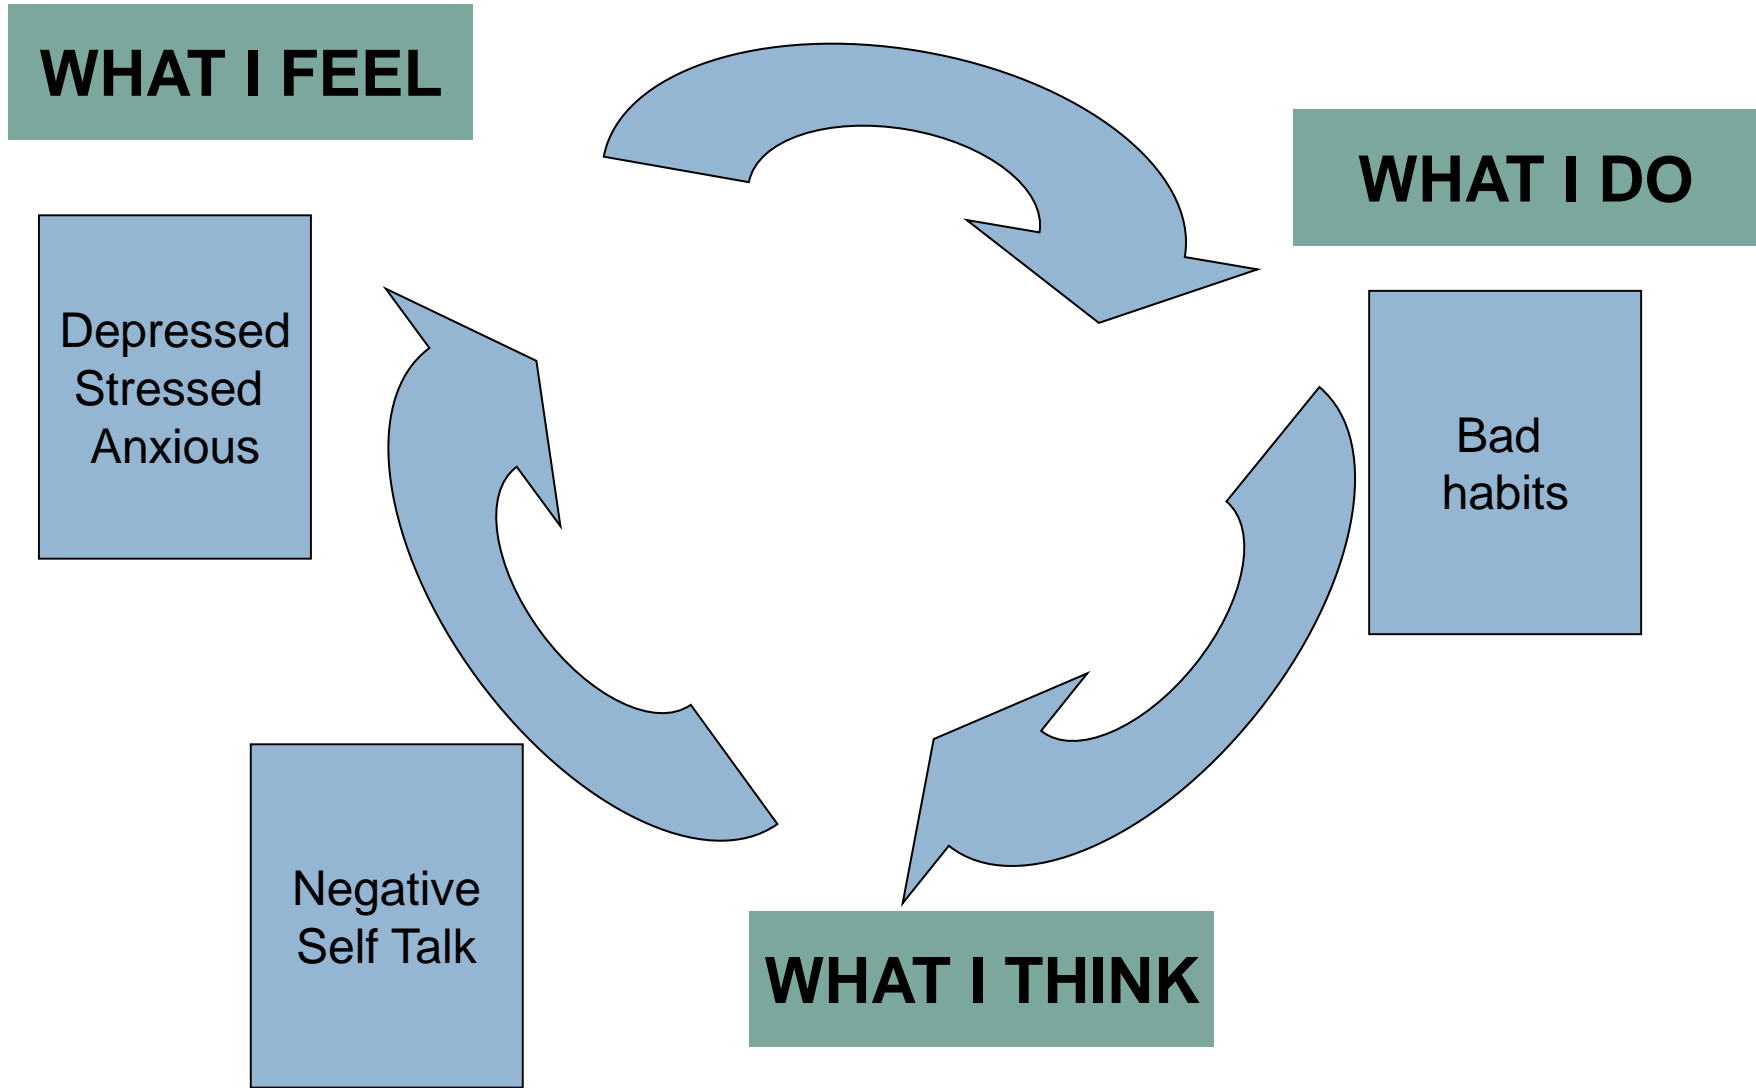 WHAT I FEEL
WHAT I DO
Depressed
Stressed
Anxious
Bad
habits
Negative
Self Talk
WHAT I THINK